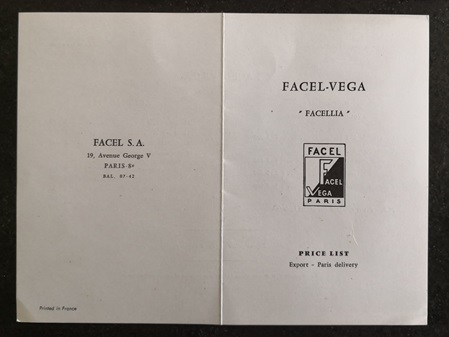 FACEL S.A.
19, Avenue George V
PARIS-8e
BAL. 97-42
Printed in France
FACEL-VEGA
" FACELLIA "
FACEL
FACEL
VEGA
PARIS
PRICE LIST
Export - Paris delivery